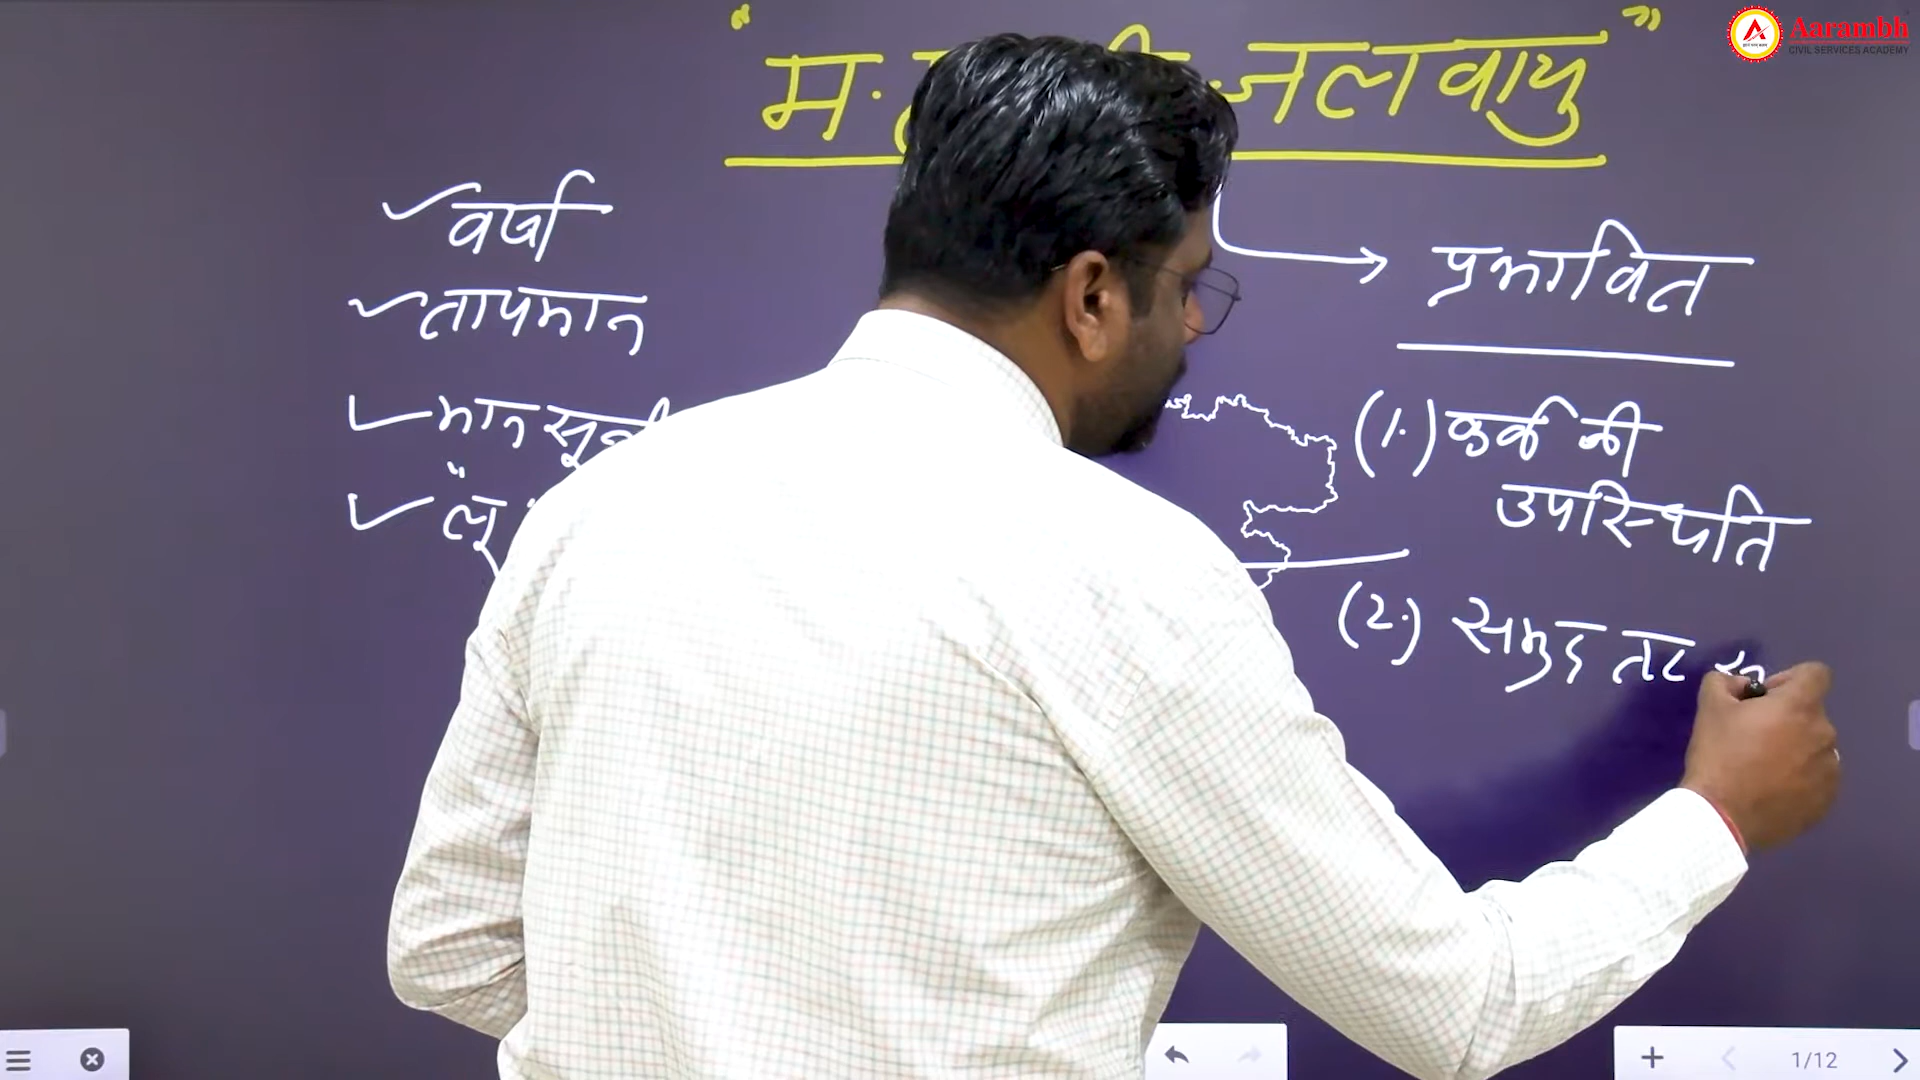 Aarambh
CIVIL SERVICES ACADEMY
" म. जलवायु "
वर्षा
तापमान
"लू
प्रभावित
(1.) कर्क की
उपस्थिति
(2.) समुद्र तट
1/12